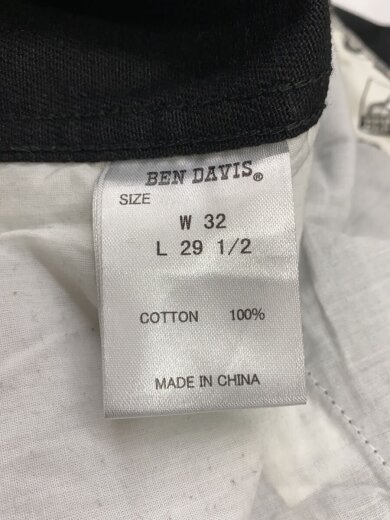 BEN DAVIS®
SIZE
W 32
L 29 1/2
COTTON 100%
MADE IN CHINA